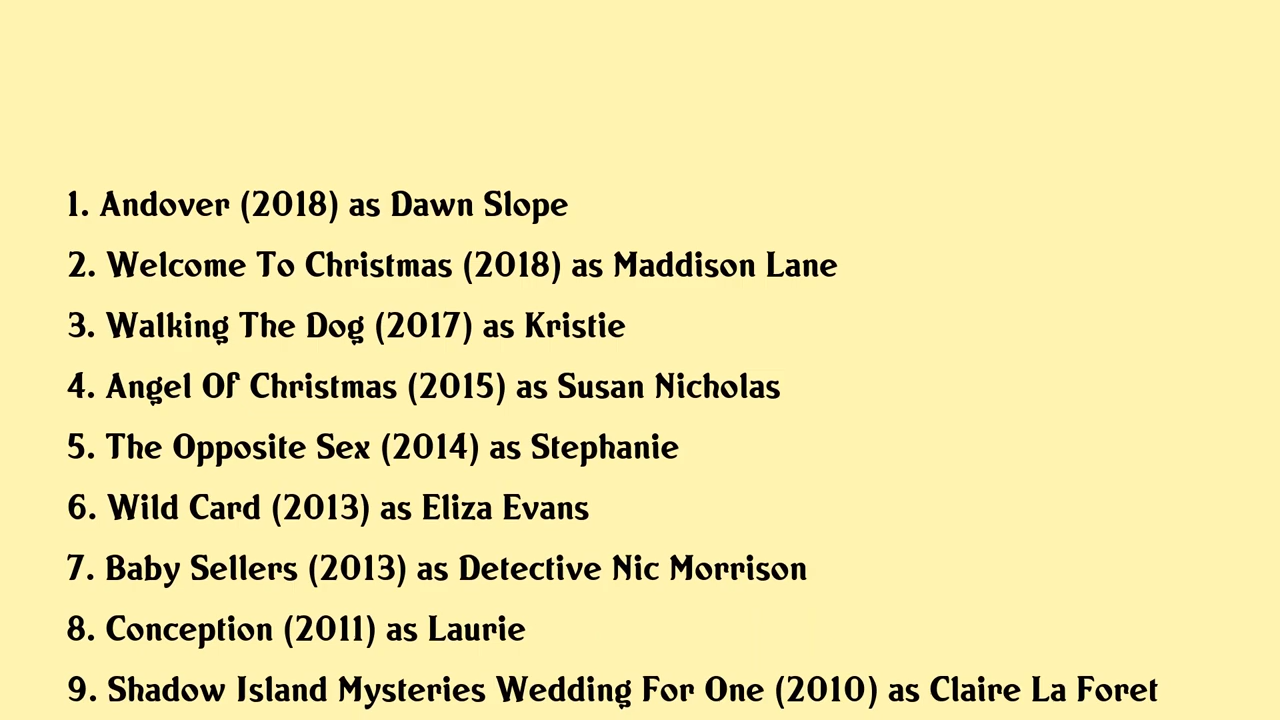 1. Andover (2018) as Dawn Slope
2. Welcome To Christmas (2018) as Maddison Lane
3. Walking The Dog (2017) as Kristie
4. Angel Of Christmas (2015) as Susan Nicholas
5. The Opposite Sex (2014) as Stephanie
6. Wild Card (2013) as Eliza Evans
7. Baby Sellers (2013) as Detective Nic Morrison
8. Conception (2011) as Laurie
9. Shadow Island Mysteries Wedding For One (2010) as Claire La Foret